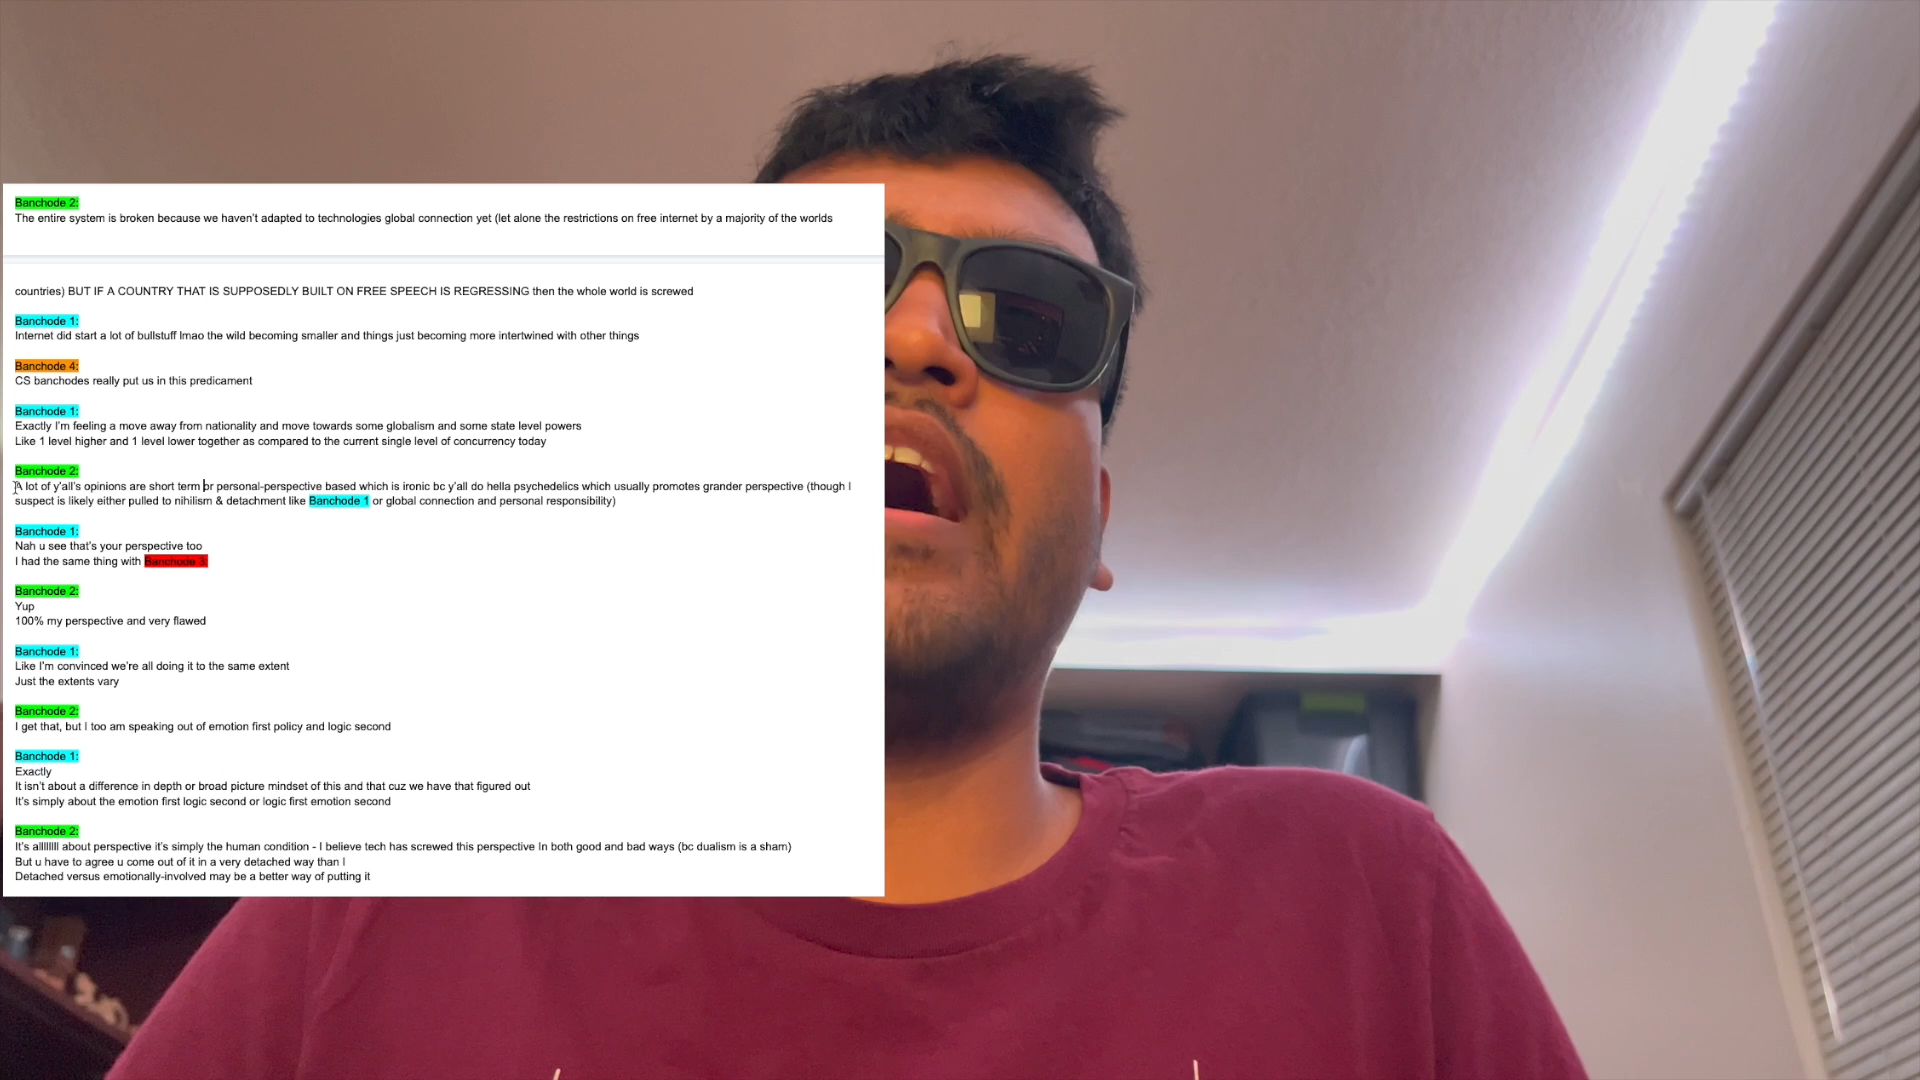 Banchode 2:
The entire system is broken because we haven't adapted to technologies global connection yet (let alone the restrictions on free internet by a majority of the worlds
countries) BUT IF A COUNTRY THAT IS SUPPOSEDLY BUILT ON FREE SPEECH IS REGRESSING then the whole world is screwed
Banchode 1:
Internet did start a lot of bullstuff lmao the wild becoming smaller and things just becoming more intertwined with other things
Banchode 4:
CS banchodes really put us in this predicament
Banchode 1:
Exactly I'm feeling a move away from nationality and move towards some globalism and some state level powers
Like 1 level higher and 1 level lower together as compared to the current single level of concurrency today
Banchode 2:
A lot of y'all's opinions are short term or personal-perspective based which is ironic bc y'all do hella psychedelics which usually promotes grander perspective (though I
suspect is likely either pulled to nihilism & detachment like Banchode 1 or global connection and personal responsibility)
Banchode 1:
Nah u see that's your perspective too
I had the same thing with Banchode 3:
Banchode 2:
Yup
100% my perspective and very flawed
Banchode 1:
Like I'm convinced we're all doing it to the same extent
Just the extents vary
Banchode 2:
I get that, but I too am speaking out of emotion first policy and logic second
Banchode 1:
Exactly
It isn't about a difference in depth or broad picture mindset of this and that cuz we have that figured out
It's simply about the emotion first logic second or logic first emotion second
Banchode 2:
It's allllllll about perspective it's simply the human condition - I believe tech has screwed this perspective In both good and bad ways (bc dualism is a sham)
But u have to agree u come out of it in a very detached way than I
Detached versus emotionally-involved may be a better way of putting it